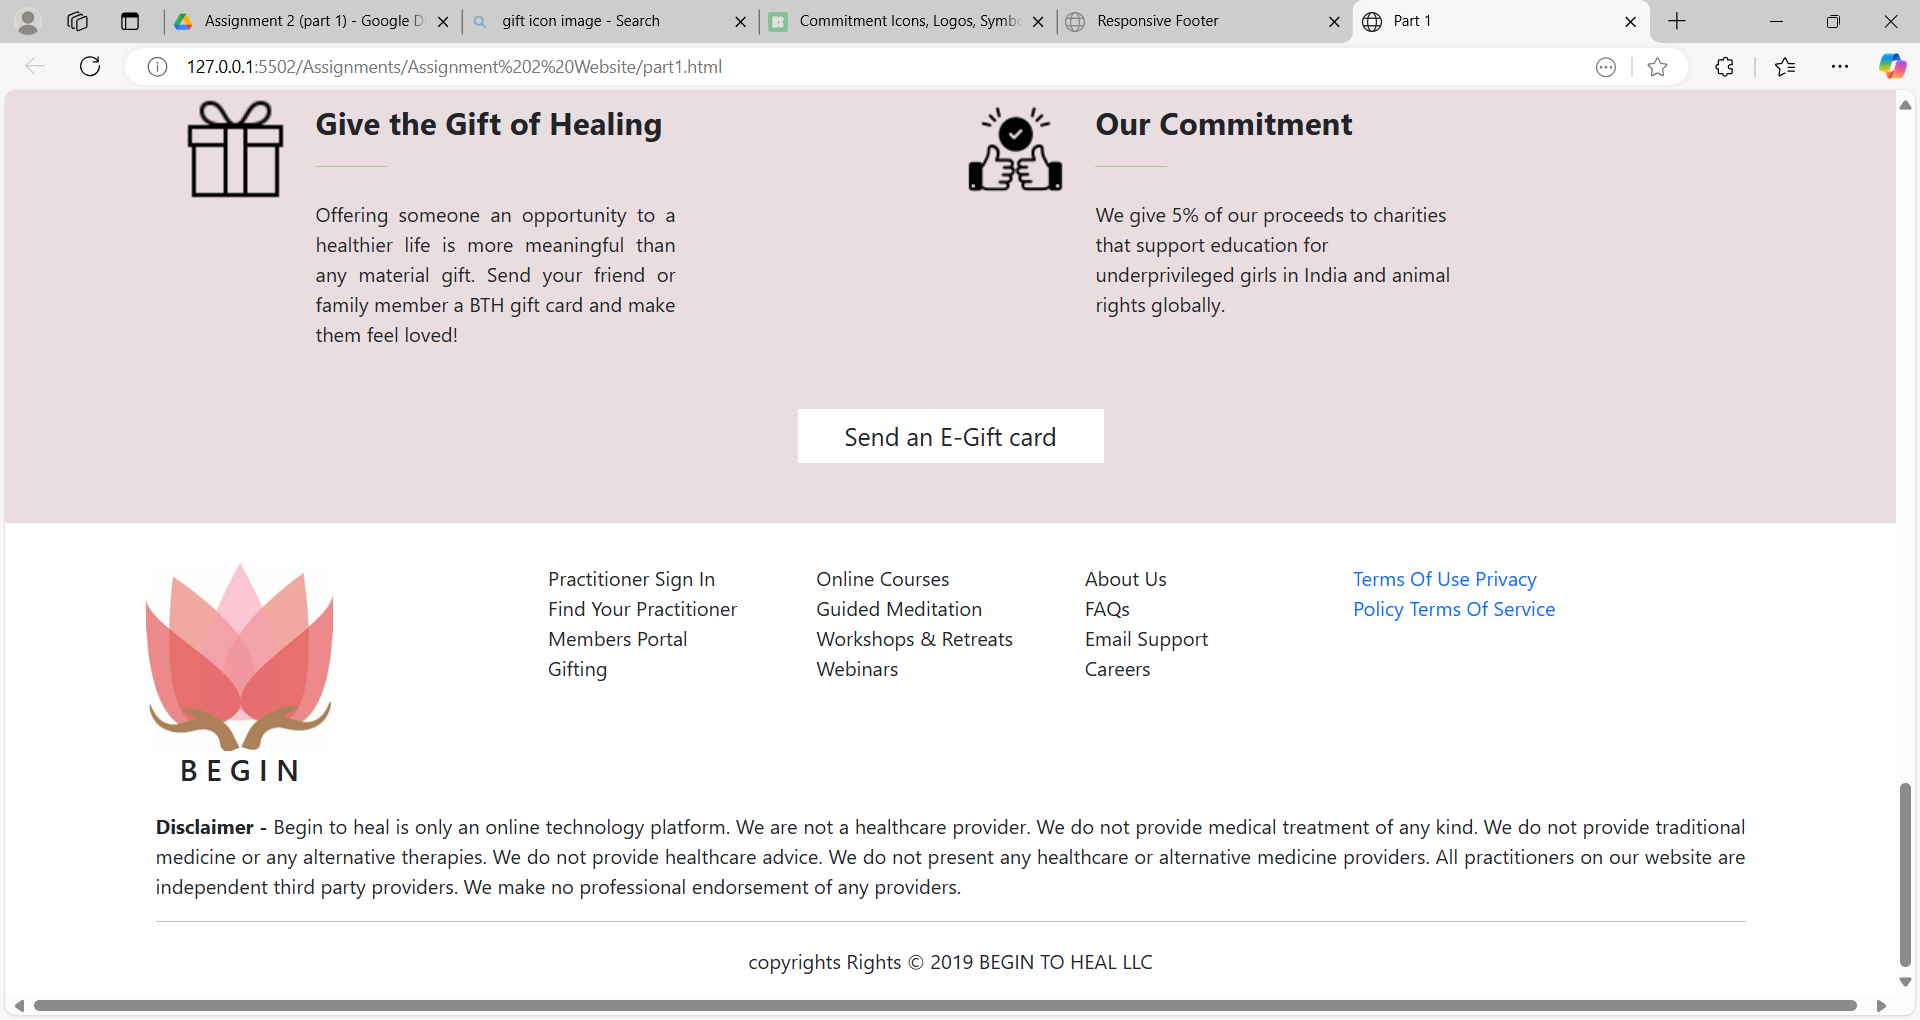 Assignment 2 (part 1) - Google D
gift icon image - Search
Commitment Icons, Logos, Symbo
Responsive Footer
Part 1
127.0.0.1:5502/Assignments/Assignment%202%20Website/part1.html
Give the Gift of Healing
Offering someone an opportunity to a
healthier life is more meaningful than
any material gift. Send your friend or
family member a BTH gift card and make
them feel loved!
Our Commitment
We give 5% of our proceeds to charities
that support education for
underprivileged girls in India and animal
rights globally.
Send an E-Gift card
BEGIN
Practitioner Sign In
Find Your Practitioner
Members Portal
Gifting
Online Courses
Guided Meditation
Workshops & Retreats
Webinars
About Us
FAQs
Email Support
Careers
Terms Of Use Privacy
Policy Terms Of Service
Disclaimer - Begin to heal is only an online technology platform. We are not a healthcare provider. We do not provide medical treatment of any kind. We do not provide traditional
medicine or any alternative therapies. We do not provide healthcare advice. We do not present any healthcare or alternative medicine providers. All practitioners on our website are
independent third party providers. We make no professional endorsement of any providers.
copyrights Rights © 2019 BEGIN TO HEAL LLC